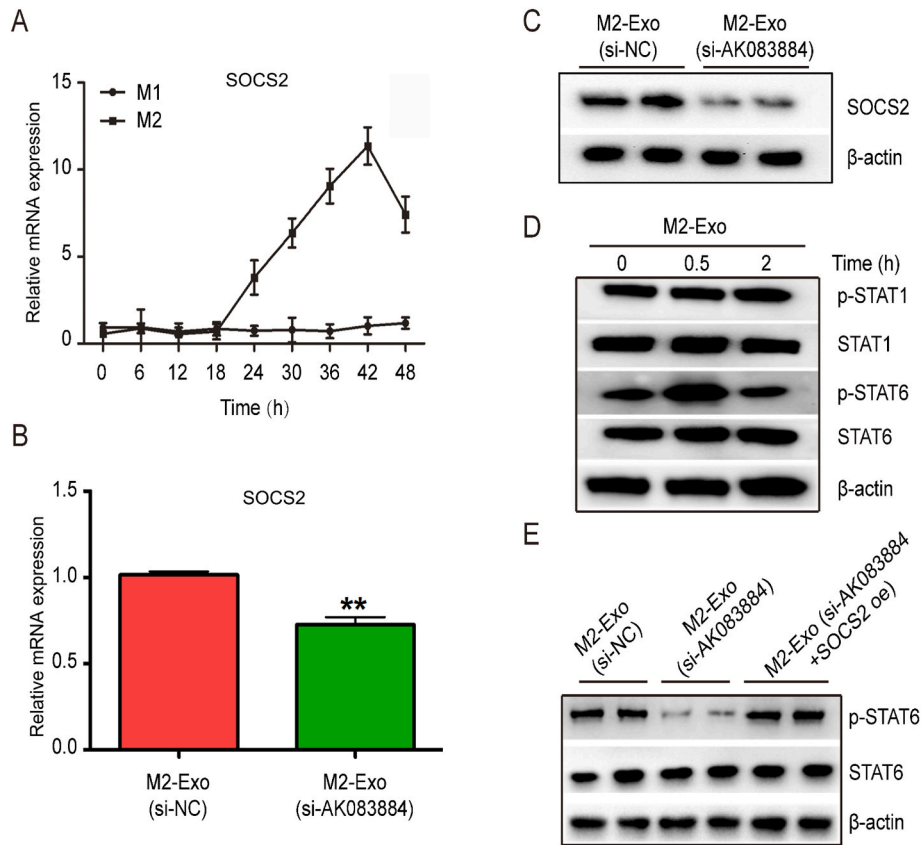 A
SOCS2
M1
M2
Relative mRNA expression
15
10
5
0
0 6 12 18 24 30 36 42 48
Time (h)
B
SOCS2
Relative mRNA expression
1.5
1.0
0.5
0.0
**
M2-Exo
(si-NC)
M2-Exo
(si-AK083884)
C
M2-Exo
(si-NC)
M2-Exo
(si-AK083884)
SOCS2
β-actin
D
M2-Exo
0 0.5 2 Time (h)
p-STAT1
STAT1
p-STAT6
STAT6
β-actin
E
M2-Exo
(si-NC)
M2-Exo
(si-AK083884)
M2-Exo (si-AK083884
+SOCS2 oe)
p-STAT6
STAT6
β-actin